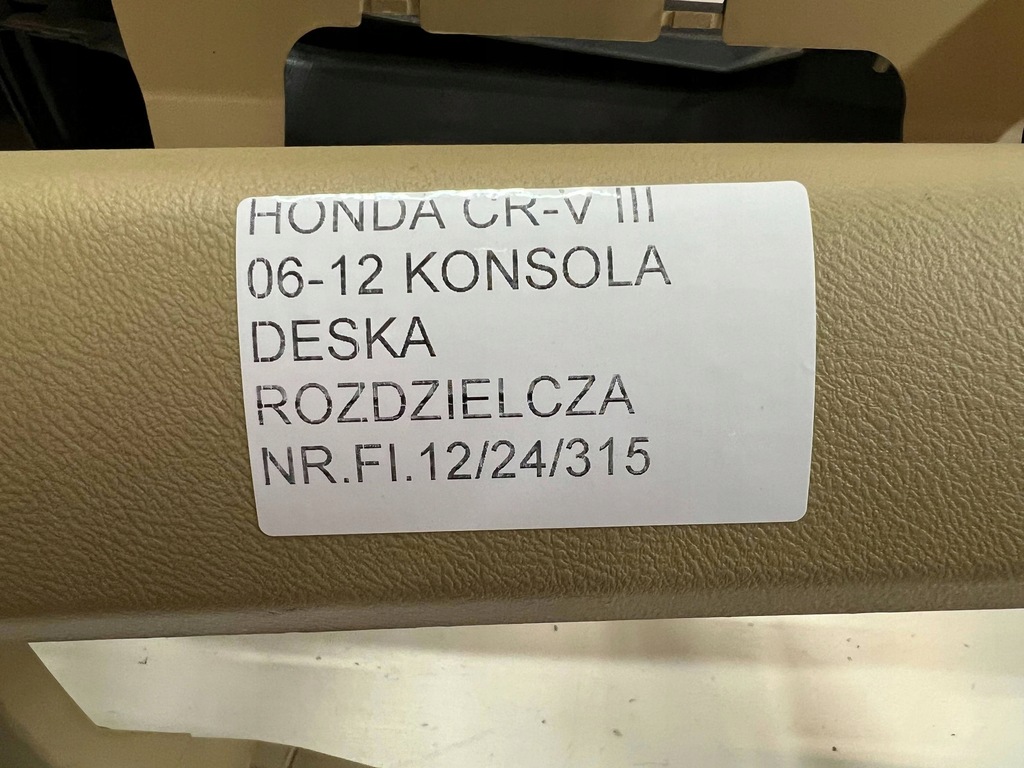 HONDA CR-V III
06-12 KONSOLA
DESKA
ROZDZIELCZA
NR.FI.12/24/315